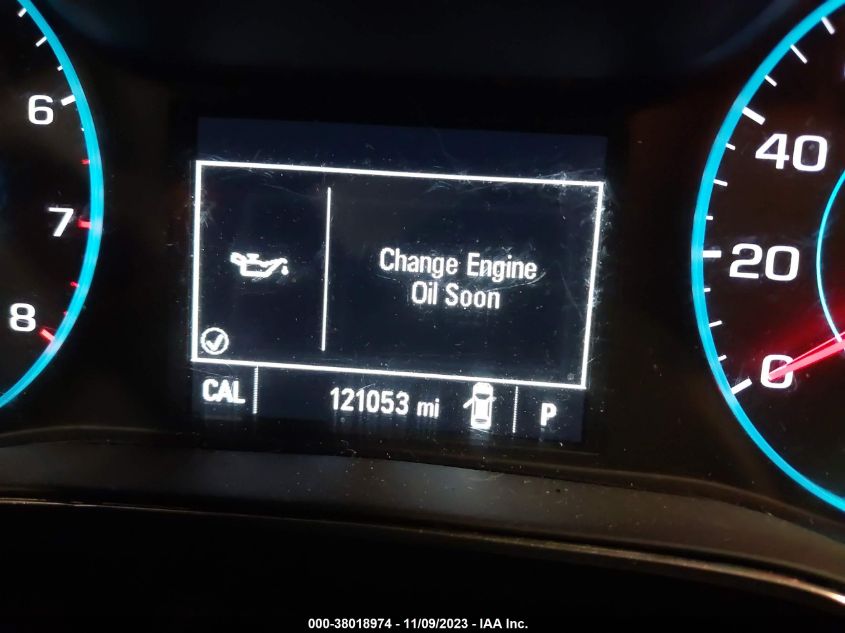 6
7
8
Change Engine
Oil Soon
CAL
121053 mi
P
40
20
0
000-38018974 - 11/09/2023 - IAA Inc.